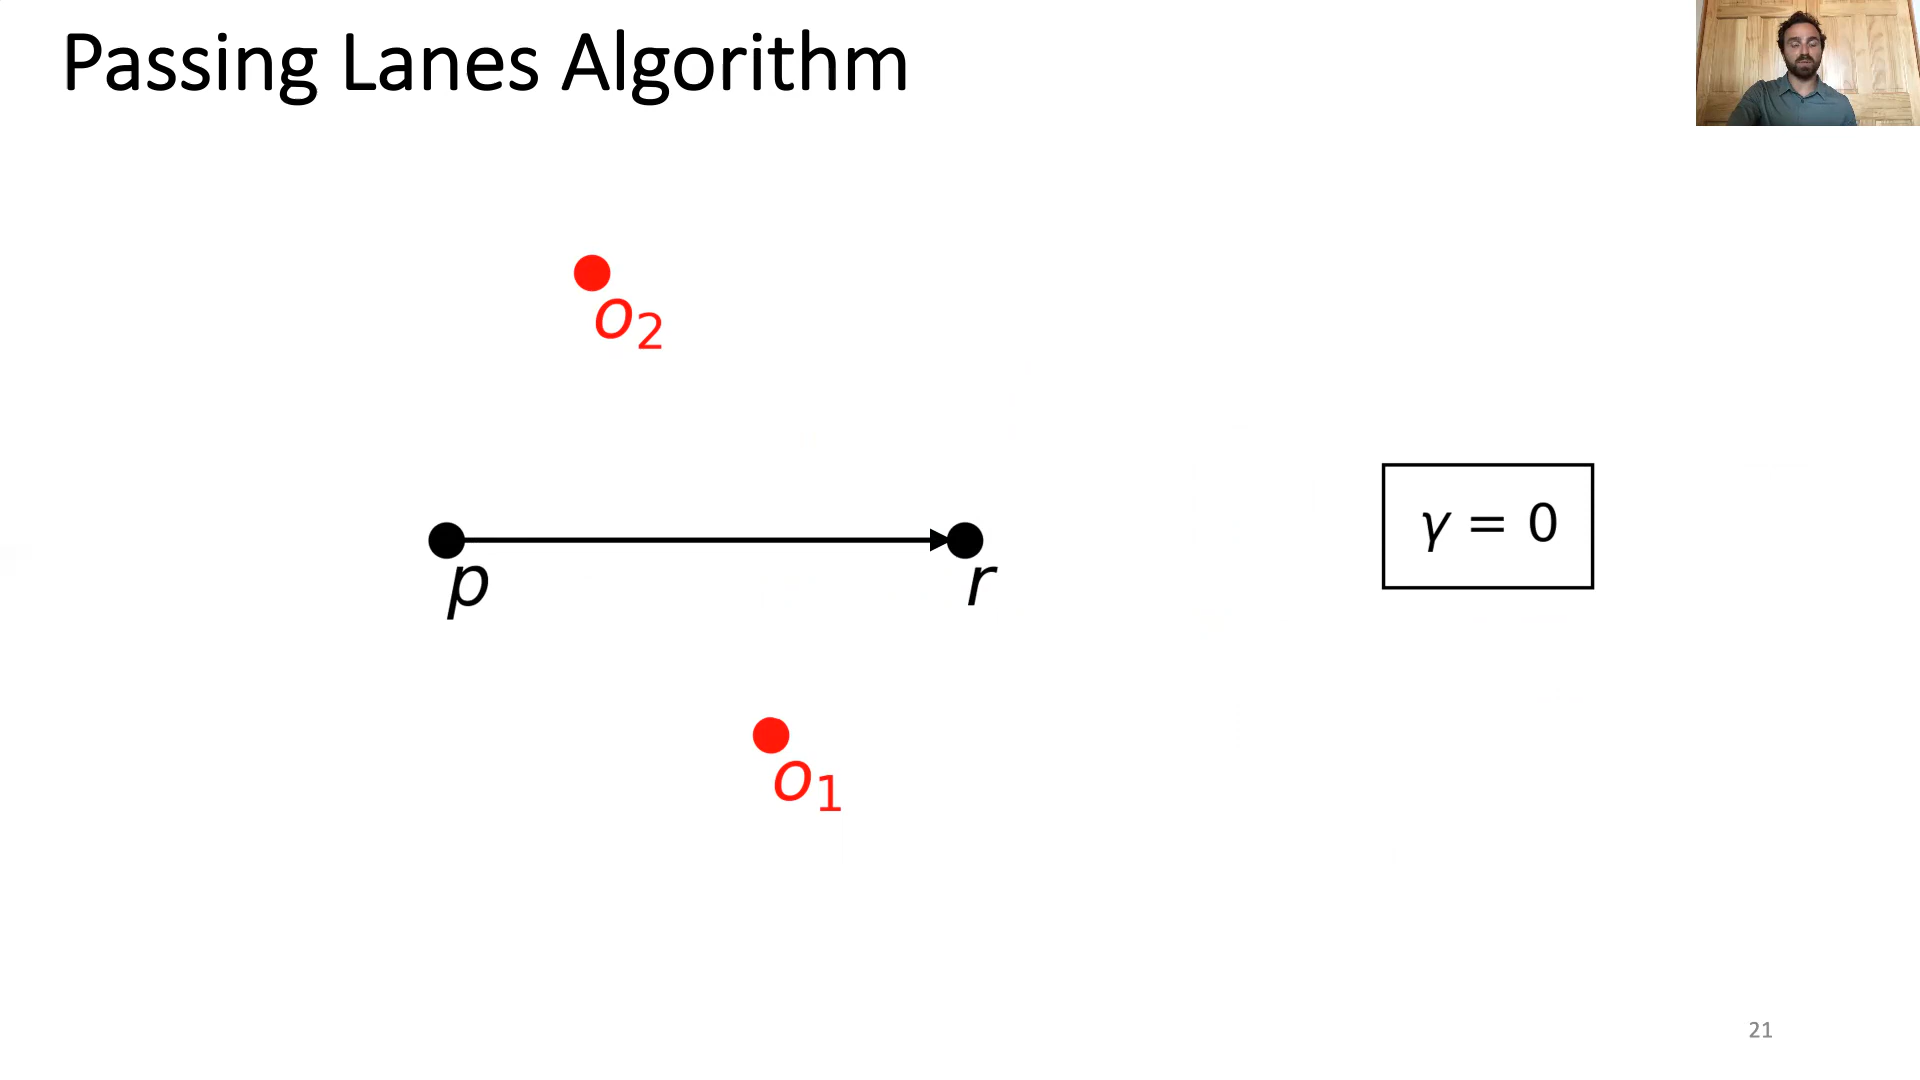 Passing Lanes Algorithm
o₂
p
r
γ = 0
o₁
21